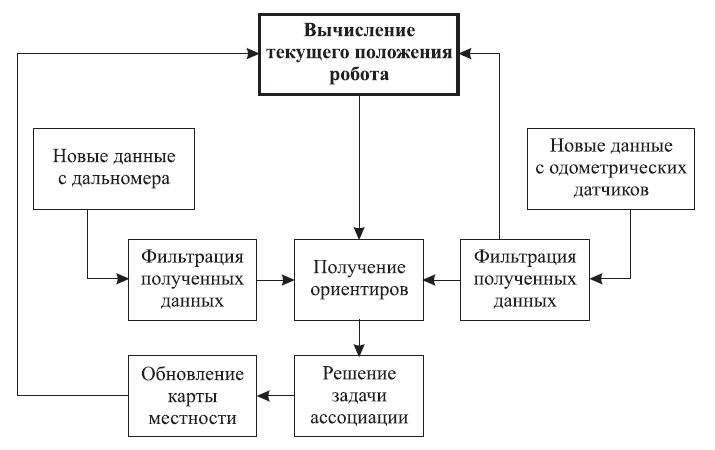 Вычисление
текущего положения
робота
Новые данные
с дальномера
Новые данные
с одометрических
датчиков
Фильтрация
полученных
данных
Получение
ориентиров
Фильтрация
полученных
данных
Обновление
карты
местности
Решение
задачи
ассоциации